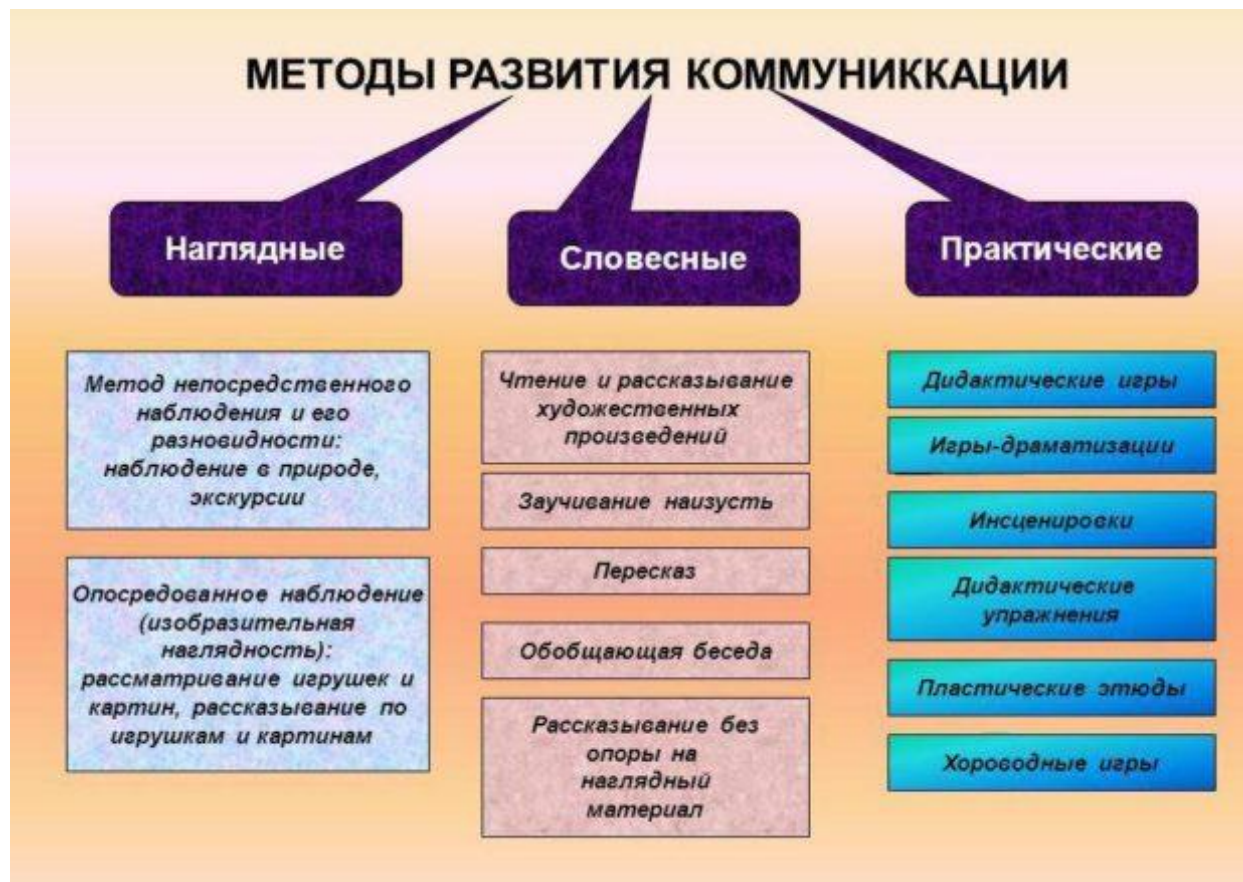 МЕТОДЫ РАЗВИТИЯ КОММУНИККАЦИИ
Наглядные
Метод непосредственного
наблюдения и его
разновидности:
наблюдение в природе,
экскурсии
Опосредованное наблюдение
(изобразительная
наглядность):
рассматривание игрушек и
картин, рассказывание по
игрушкам и картинам
Словесные
Чтение и рассказывание
художественных
произведений
Заучивание наизусть
Пересказ
Обобщающая беседа
Рассказывание без
опоры на
наглядный
материал
Практические
Дидактические игры
Игры-драматизации
Инсценировки
Дидактические
упражнения
Пластические этюды
Хороводные игры